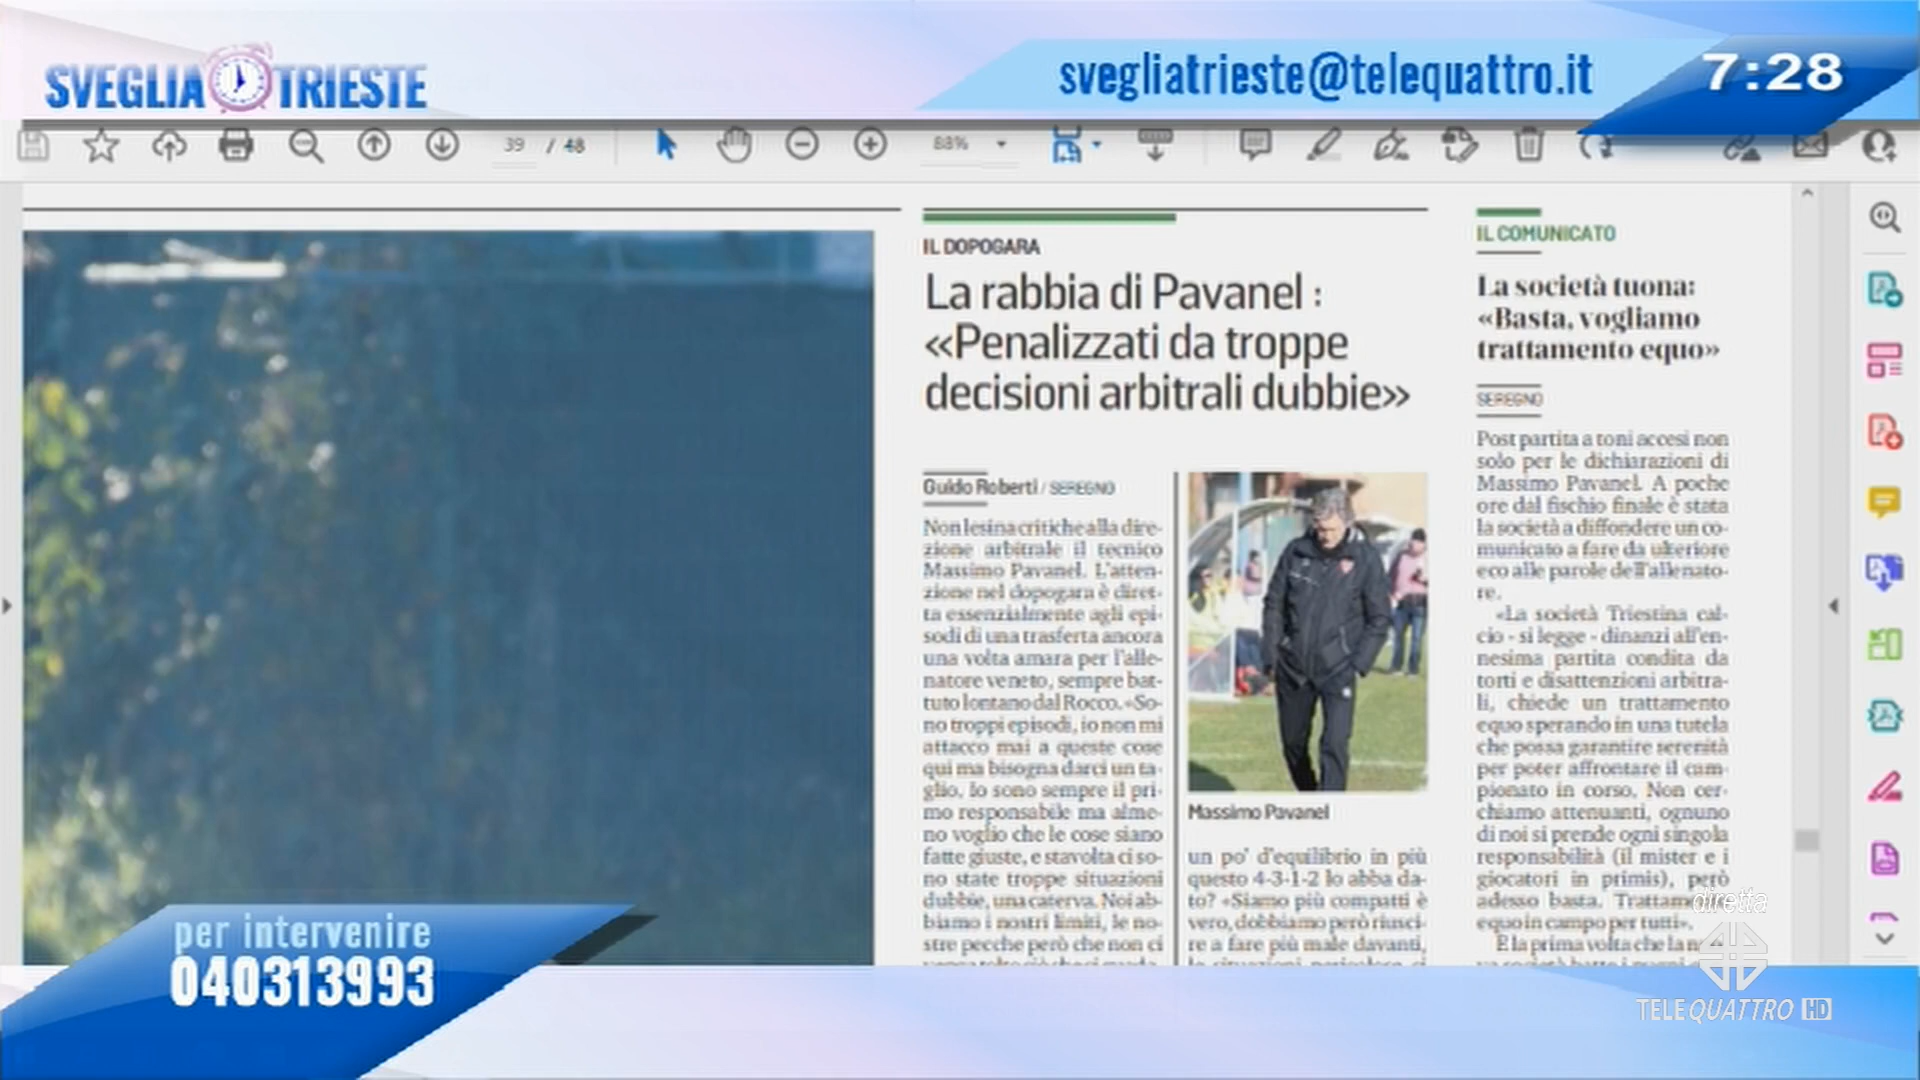 SVEGLIA TRIESTE
svegliatrieste@telequattro.it
7:28
39 / 48
88%
IL DOPOGARA
La rabbia di Pavanel :
«Penalizzati da troppe
decisioni arbitrali dubbie»
Guido Roberti / SEREGNO
Non lesina critiche alla dire-
zione arbitrale il tecnico
Massimo Pavanel. L'atten-
zione nel dopogara è diret-
ta essenzialmente agli epi-
sodi di una trasferta ancora
una volta amara per l'alle-
natore veneto, sempre bat-
tuto lontano dal Rocco. «So-
no troppi episodi, io non mi
attacco mai a queste cose
qui ma bisogna darci un ta-
glio. Io sono sempre il pri-
mo responsabile ma alme-
no voglio che le cose siano
fatte giuste, e stavolta ci so-
no state troppe situazioni
dubbie, una caterva. Noi ab-
biamo i nostri limiti, le no-
stre pecche però che non ci
Massimo Pavanel
un po' d'equilibrio in più
questo 4-3-1-2 lo abba da-
to? «Siamo più compatti è
vero, dobbiamo però riusci-
re a fare più male davanti,
le situazioni pericolose ci
IL COMUNICATO
La società tuona:
«Basta, vogliamo
trattamento equo»
SEREGNO
Post partita a toni accesi non
solo per le dichiarazioni di
Massimo Pavanel. A poche
ore dal fischio finale è stata
la società a diffondere un co-
municato a fare da ulteriore
eco alle parole dell'allenato-
re.
«La società Triestina cal-
cio - si legge - dinanzi all'en-
nesima partita condita da
torti e disattenzioni arbitra-
li, chiede un trattamento
equo sperando in una tutela
che possa garantire serenità
per poter affrontare il cam-
pionato in corso. Non cer-
chiamo attenuanti, ognuno
di noi si prende ogni singola
responsabilità (il mister e i
giocatori in primis), però
adesso basta. Trattamento
equo in campo per tutti».
È la prima volta che la
per intervenire
040313993
diretta
TELEQUATTRO HD